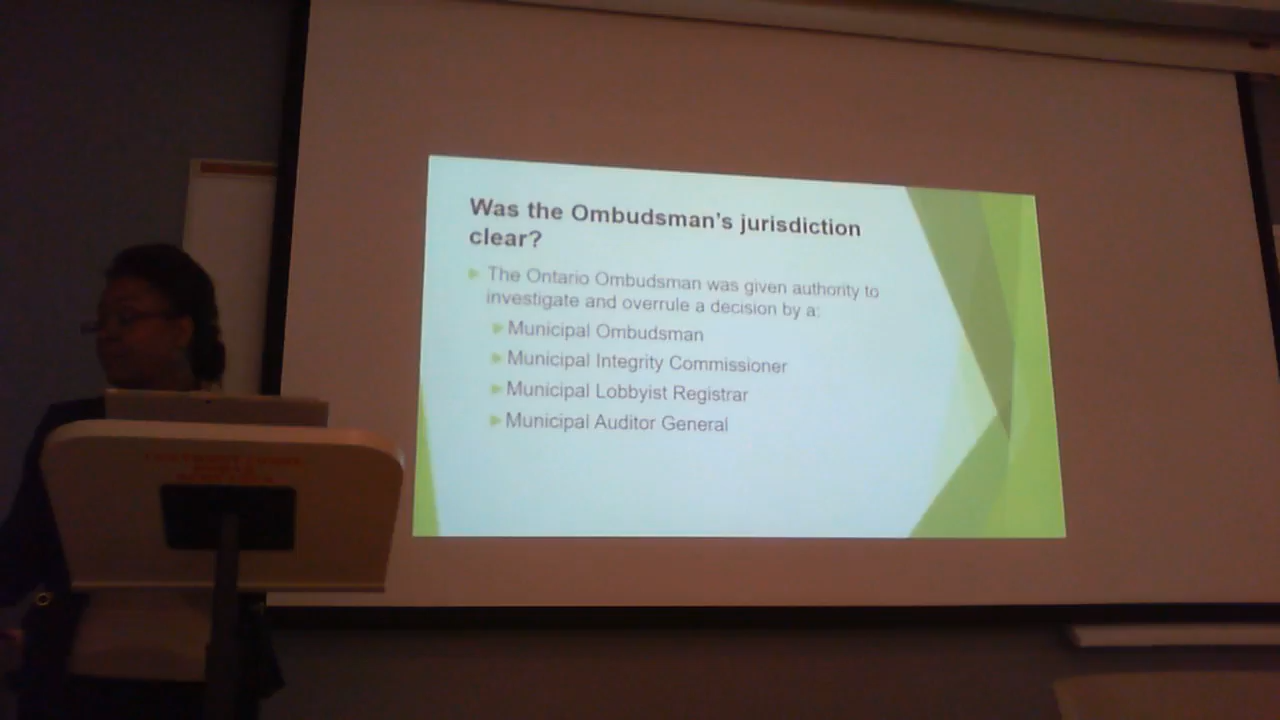 Was the Ombudsman's jurisdiction
clear?
The Ontario Ombudsman was given authority to
investigate and overrule a decision by a:
Municipal Ombudsman
Municipal Integrity Commissioner
Municipal Lobbyist Registrar
Municipal Auditor General